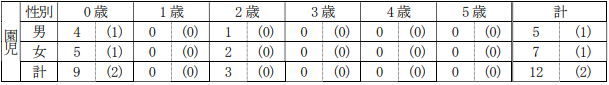 園児 性別 0歳 1歳 2歳 3歳 4歳 5歳 計
男 4 (1) 0 (0) 1 (0) 0 (0) 0 (0) 0 (0) 5 (1)
女 5 (1) 0 (0) 2 (0) 0 (0) 0 (0) 0 (0) 7 (1)
計 9 (2) 0 (0) 3 (0) 0 (0) 0 (0) 0 (0) 12 (2)